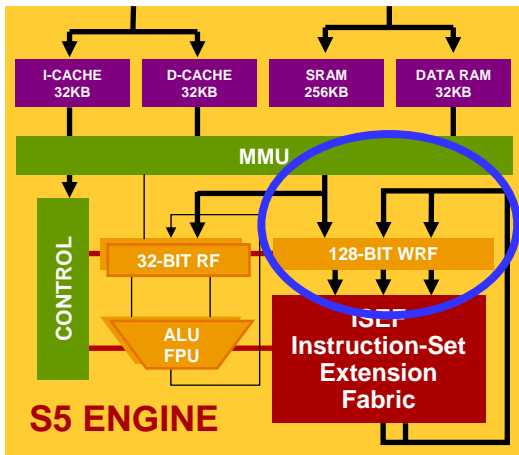 I-CACHE
32KB
D-CACHE
32KB
SRAM
256KB
DATA RAM
32KB
MMU
CONTROL
32-BIT RF
128-BIT WRF
ALU
FPU
ISEF
Instruction-Set
Extension
Fabric
S5 ENGINE